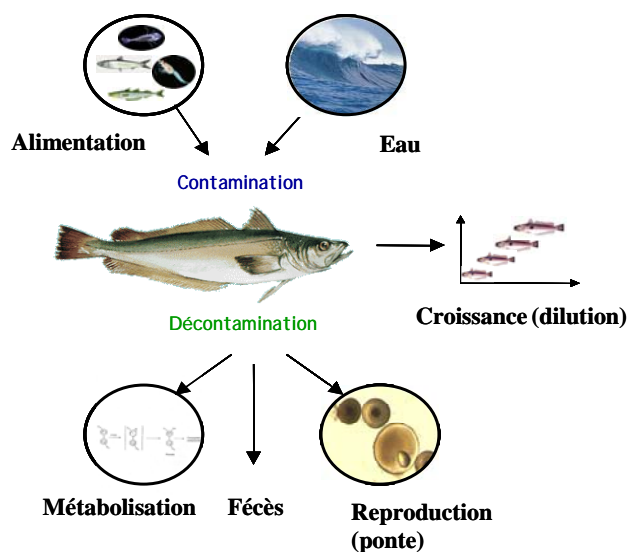 Alimentation
Eau
Contamination
Décontamination
Croissance (dilution)
Métabolisation
Fécès
Reproduction
(ponte)